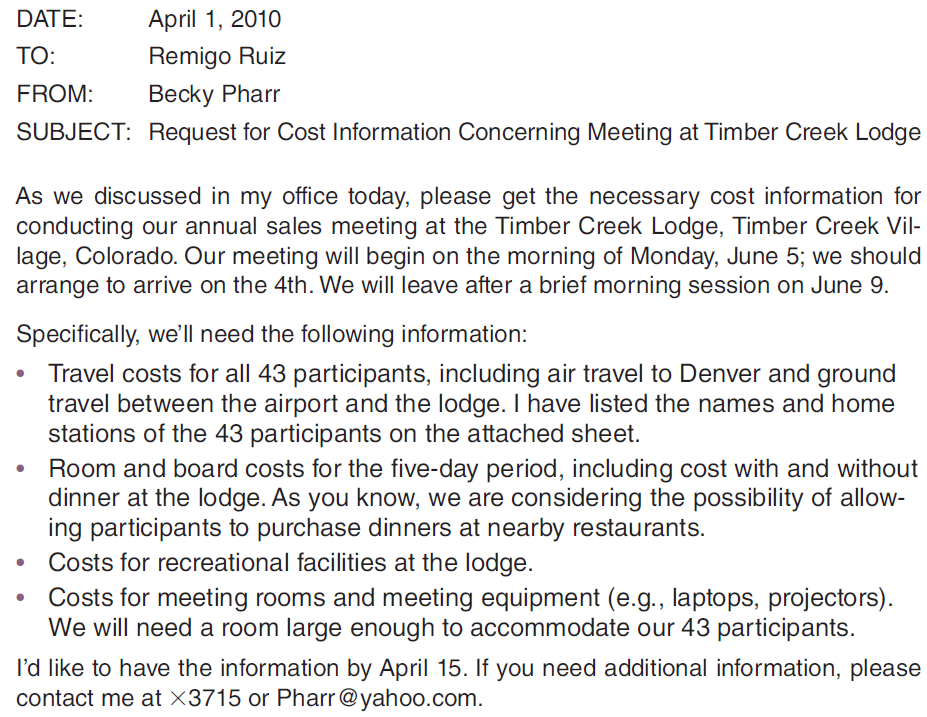 DATE: April 1, 2010
TO: Remigo Ruiz
FROM: Becky Pharr
SUBJECT: Request for Cost Information Concerning Meeting at Timber Creek Lodge
As we discussed in my office today, please get the necessary cost information for
conducting our annual sales meeting at the Timber Creek Lodge, Timber Creek Vil-
lage, Colorado. Our meeting will begin on the morning of Monday, June 5; we should
arrange to arrive on the 4th. We will leave after a brief morning session on June 9.
Specifically, we'll need the following information:
• Travel costs for all 43 participants, including air travel to Denver and ground
travel between the airport and the lodge. I have listed the names and home
stations of the 43 participants on the attached sheet.
• Room and board costs for the five-day period, including cost with and without
dinner at the lodge. As you know, we are considering the possibility of allow-
ing participants to purchase dinners at nearby restaurants.
• Costs for recreational facilities at the lodge.
• Costs for meeting rooms and meeting equipment (e.g., laptops, projectors).
We will need a room large enough to accommodate our 43 participants.
I'd like to have the information by April 15. If you need additional information, please
contact me at ×3715 or Pharr@yahoo.com.